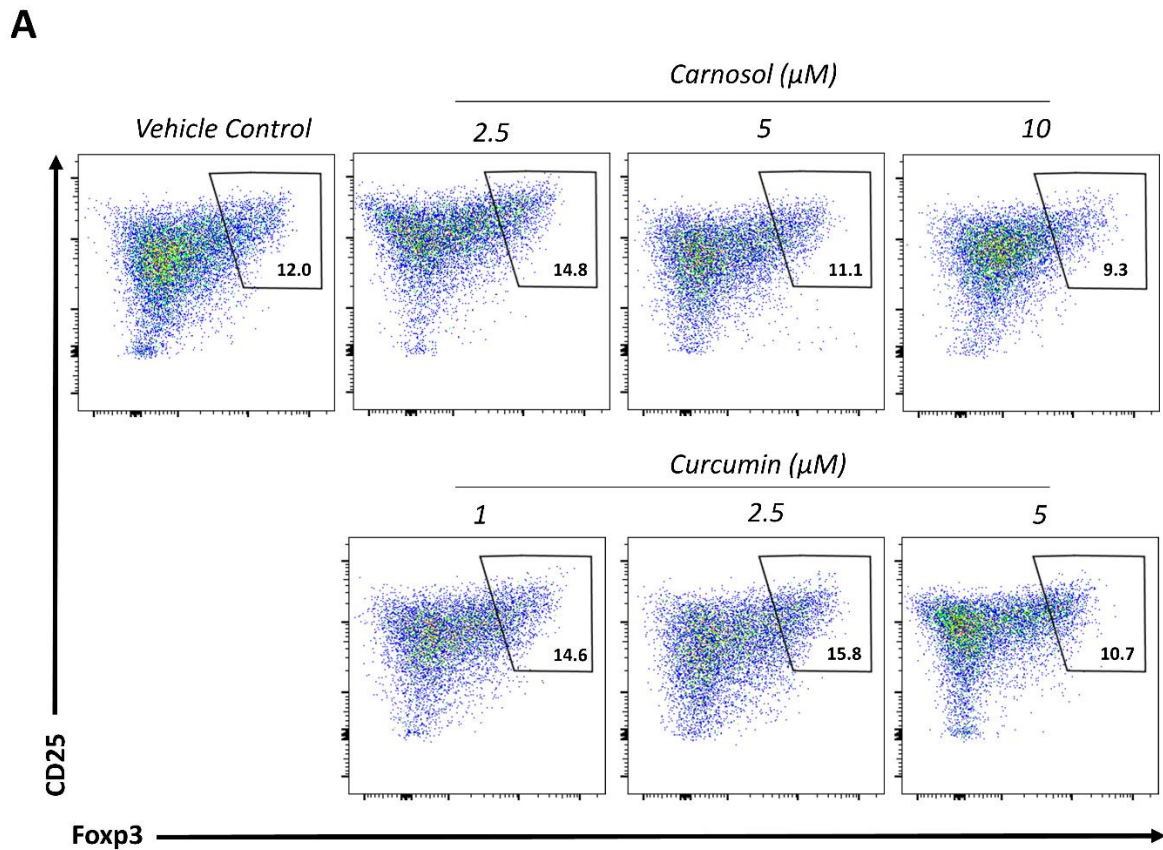 A
Carnosol (μM)
Vehicle Control 2.5 5 10
12.0 14.8 11.1 9.3
Curcumin (μM)
1 2.5 5
14.6 15.8 10.7
CD25
Foxp3